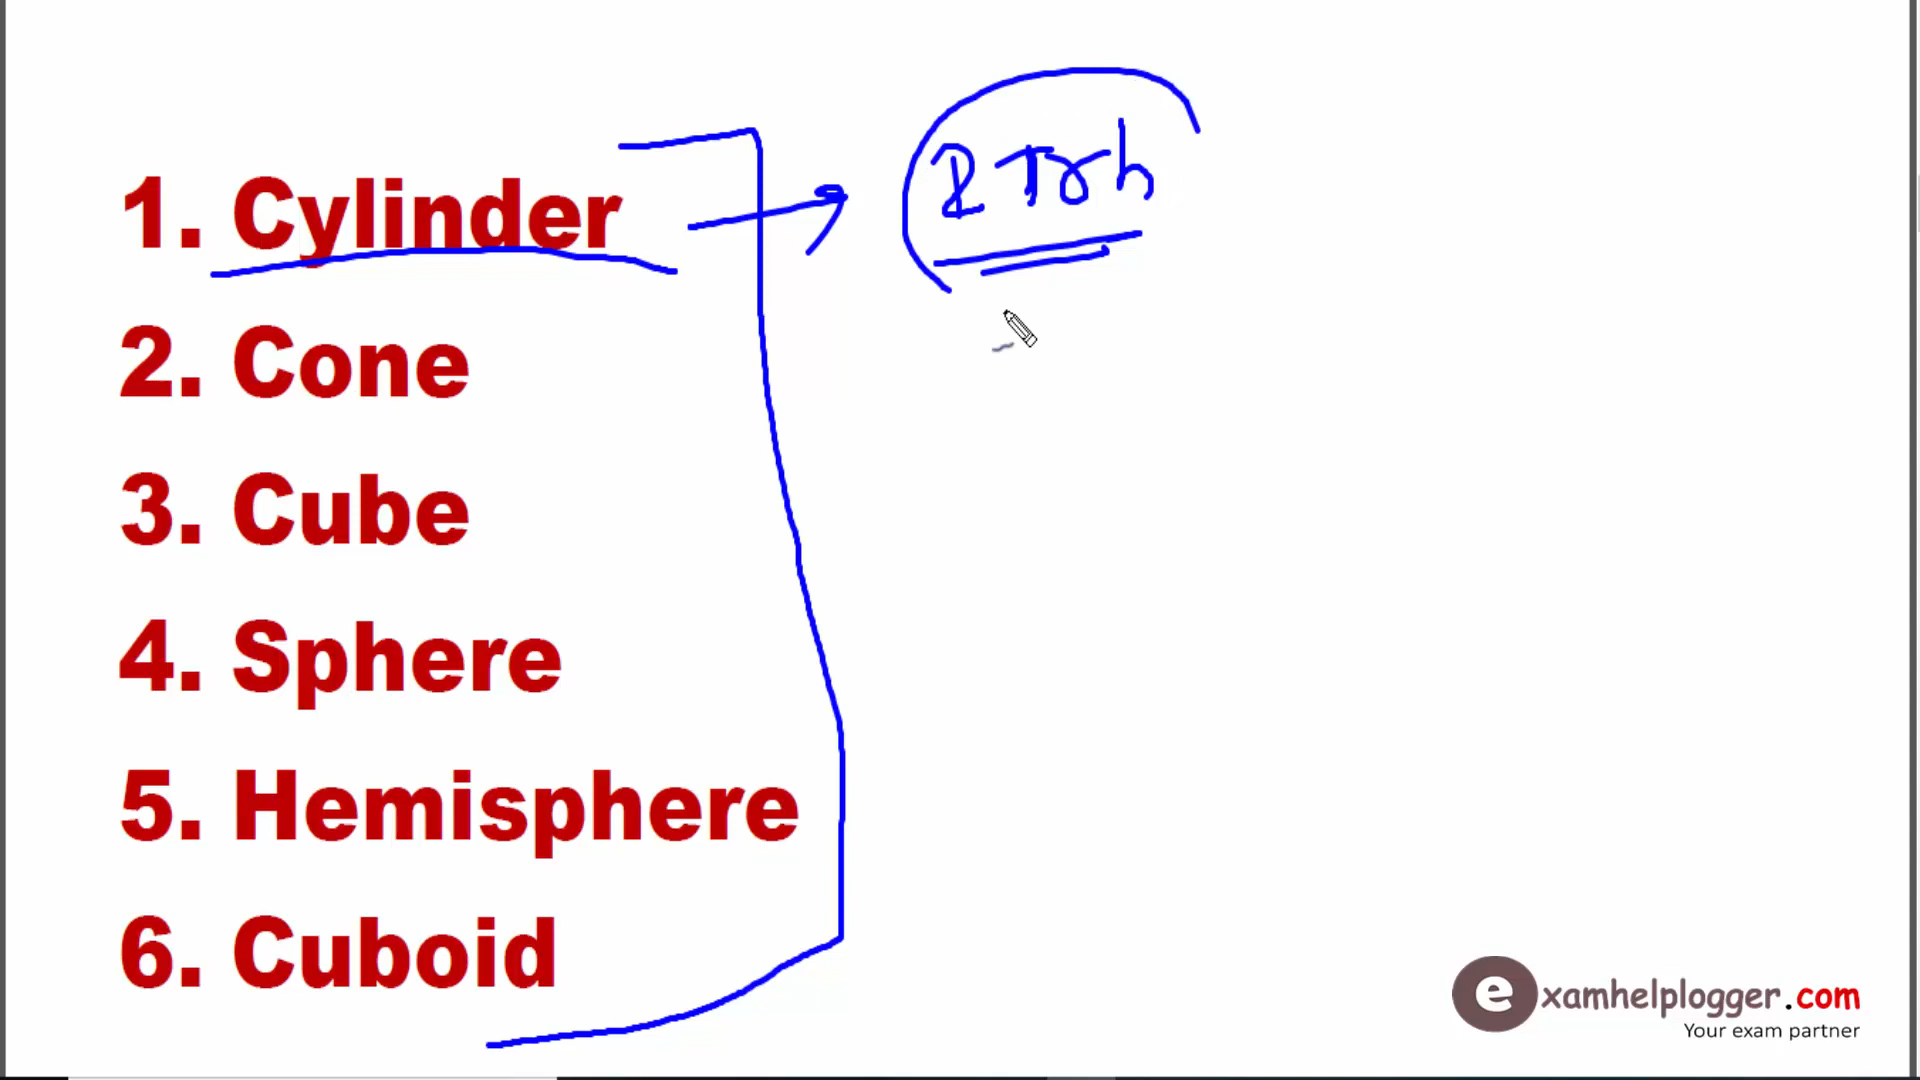 1. Cylinder
2πrh
2. Cone
3. Cube
4. Sphere
5. Hemisphere
6. Cuboid
examhelplogger.com
Your exam partner